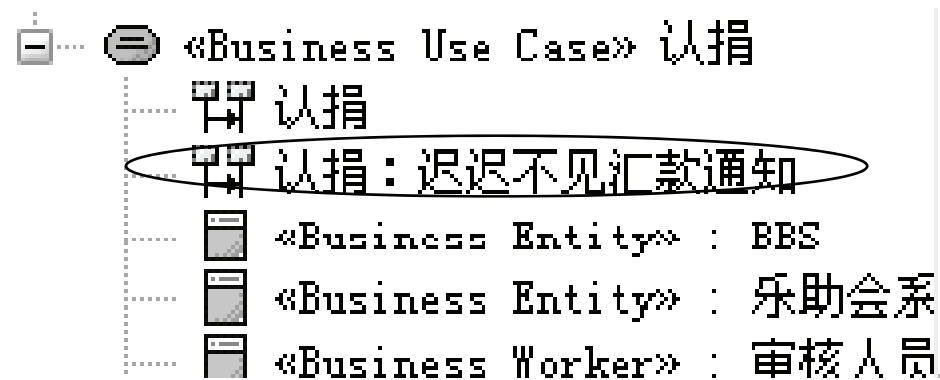 «Business Use Case» 认捐
认捐
认捐：迟迟不见汇款通知
«Business Entity» : BBS
«Business Entity» : 乐助会系
«Business Worker» : 审核人员